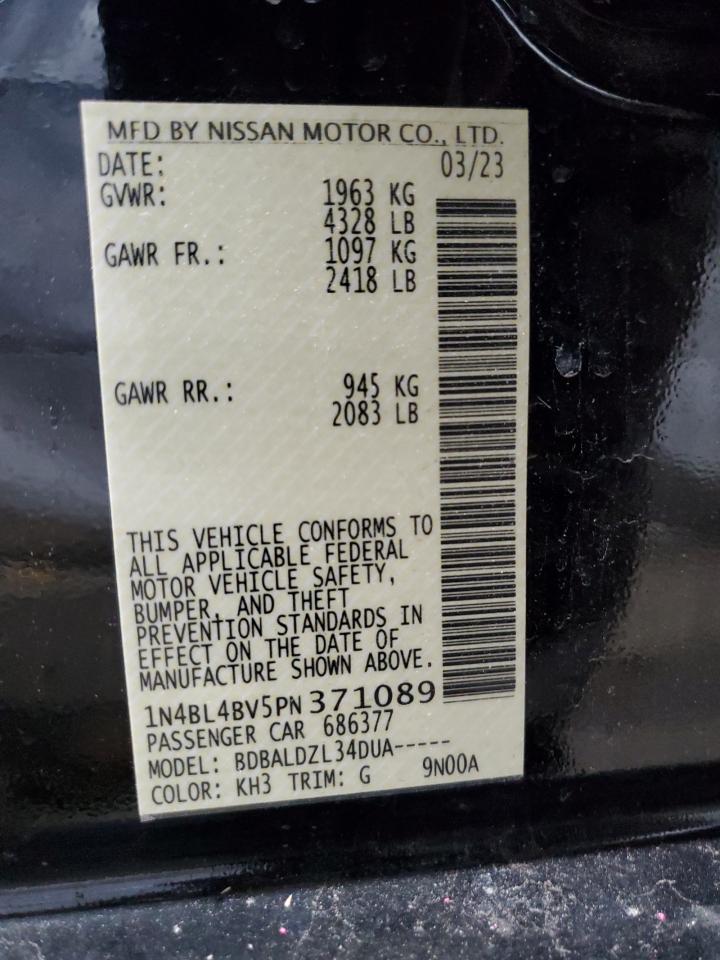 MFD BY NISSAN MOTOR CO., LTD.
DATE: 03/23
GVWR: 1963 KG
4328 LB
GAWR FR.: 1097 KG
2418 LB
GAWR RR.: 945 KG
2083 LB
THIS VEHICLE CONFORMS TO
ALL APPLICABLE FEDERAL
MOTOR VEHICLE SAFETY,
BUMPER, AND THEFT
PREVENTION STANDARDS IN
EFFECT ON THE DATE OF
MANUFACTURE SHOWN ABOVE.
1N4BL4BV5PN371089
PASSENGER CAR 686377
MODEL: BDBALDZL34DUA-----
COLOR: KH3 TRIM: G 9N00A